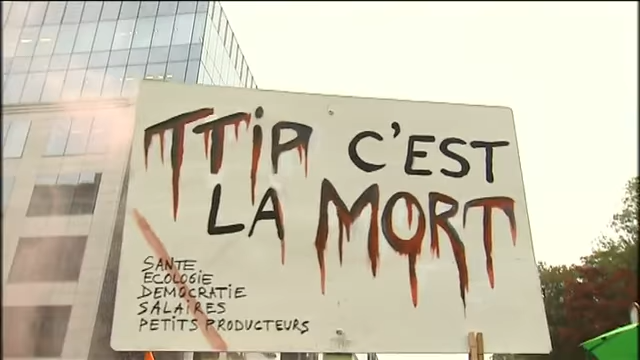 TTiP C'EST
LA MORT
SANTE
ECOLOGIE
DEMOCRATIE
SALAIRES
PETITS PRODUCTEURS